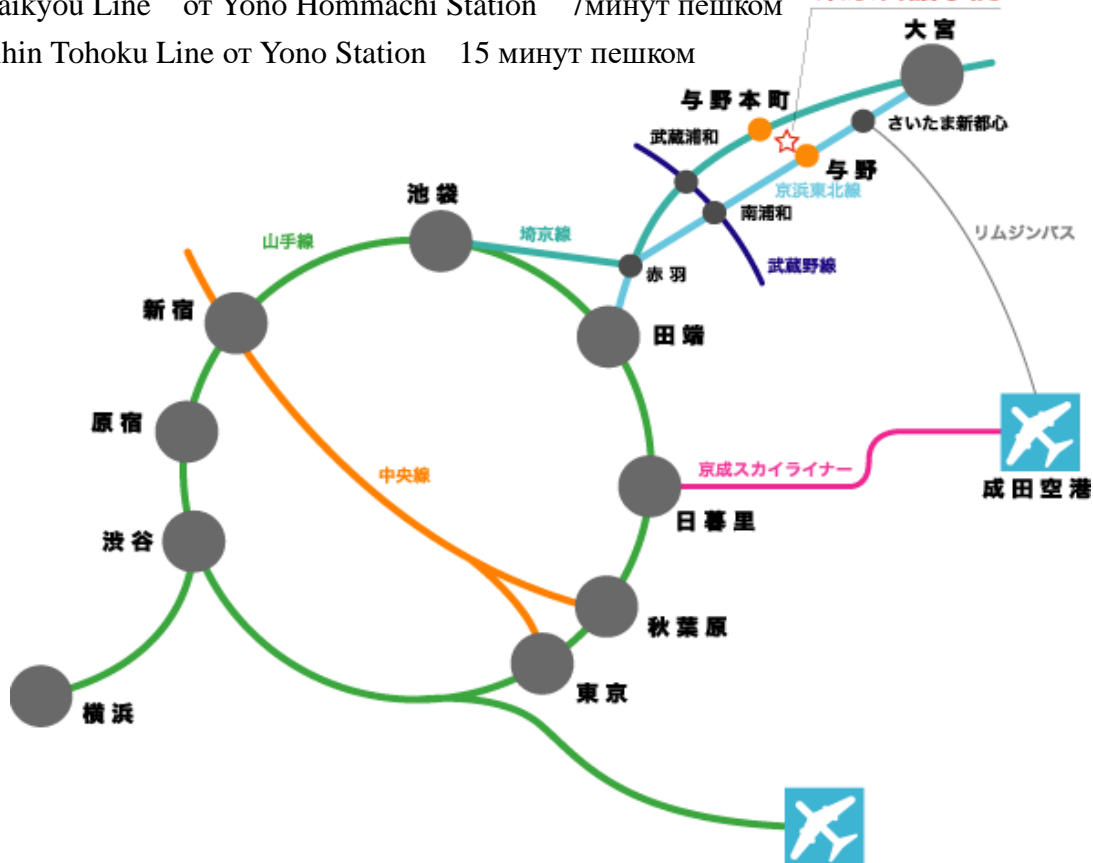 aikyou Line от Yono Hommachi Station 7минут пешком
hin Tohoku Line от Yono Station 15 минут пешком
大宮
与野本町
さいたま新都心
武蔵浦和
与野
京浜東北線
池袋
南浦和
山手線
埼京線
リムジンバス
武蔵野線
赤羽
新宿
田端
原宿
中央線
京成スカイライナー
成田空港
日暮里
渋谷
秋葉原
東京
横浜